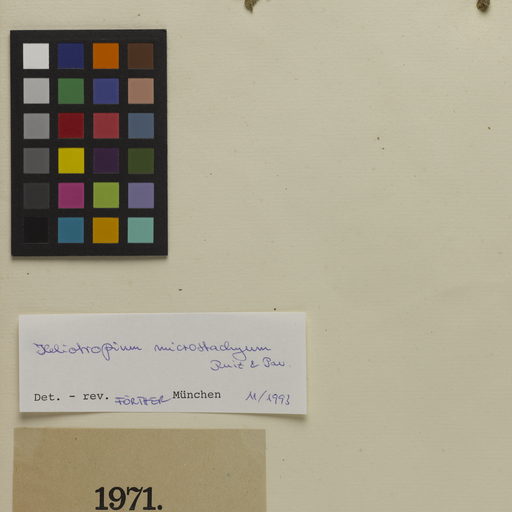 Heliotropium microstachyum
Ruiz & Pav.
Det. - rev. FÖRTHER München 11/1993
1971.